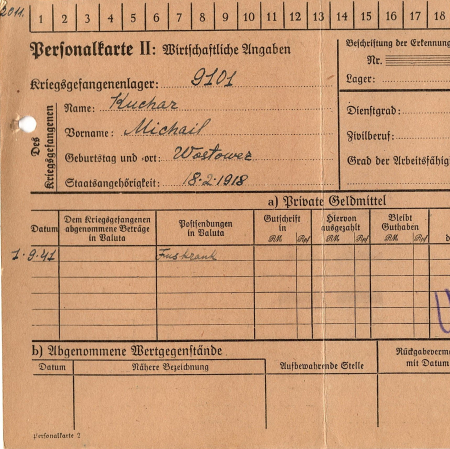 2011.
1 2 3 4 5 6 7 8 9 10 11 12 13 14 15 16 17 18
Personalkarte II: Wirtschaftliche Angaben
Beschriftung der Erkennung
Nr.
Kriegsgefangenenlager: 9101
Lager:
Des Kriegsgefangenen
Name: Kuchar
Vorname: Michail
Dienstgrad:
Zivilberuf:
Geburtstag und -ort: Wostowez
Grad der Arbeitsfähig
Staatsangehörigkeit: 18·2·1918
a) Private Geldmittel
Datum
Dem Kriegsgefangenen abgenommene Beträge in Valuta
Postsendungen in Valuta
Gutschrift in
RM. Rpf
Hiervon ausgezahlt
RM. Rpf
Bleibt Guthaben
RM. Rpf
d
1·9·41 Fuskrank
b) Abgenommene Wertgegenstände
Datum
Nähere Bezeichnung
Aufbewahrende Stelle
Rückgabeverme
mit Datum
Personalkarte 2